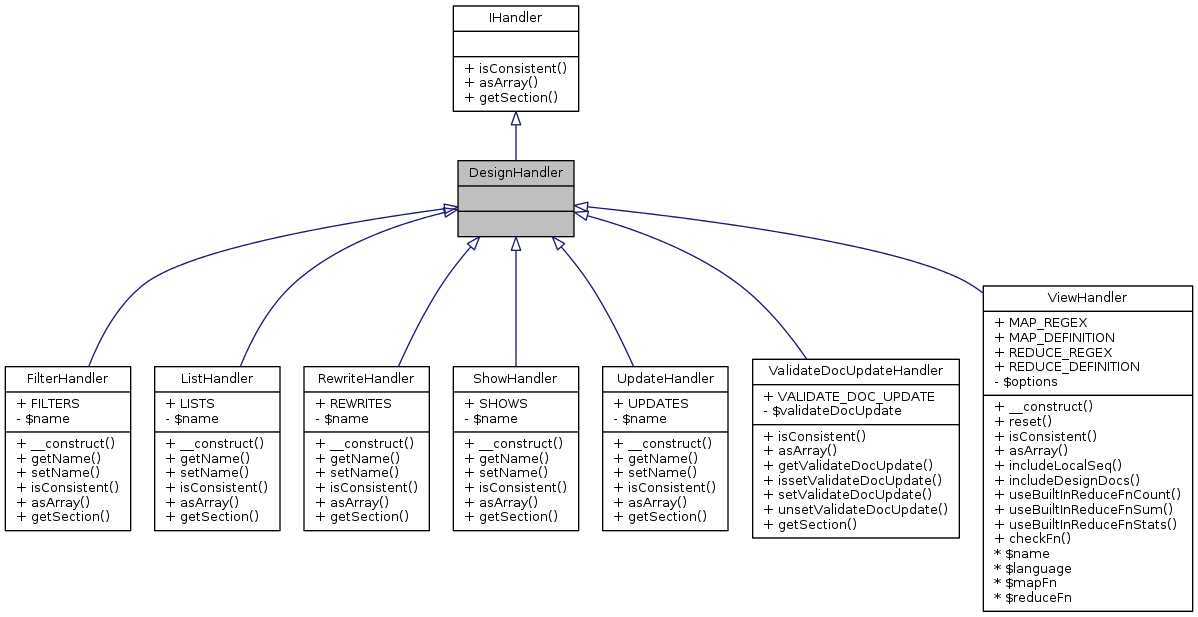 IHandler
+ isConsistent()
+ asArray()
+ getSection()
DesignHandler
FilterHandler
+ FILTERS
- $name
+ __construct()
+ getName()
+ setName()
+ isConsistent()
+ asArray()
+ getSection()
ListHandler
+ LISTS
- $name
+ __construct()
+ getName()
+ setName()
+ isConsistent()
+ asArray()
+ getSection()
RewriteHandler
+ REWRITES
- $name
+ __construct()
+ getName()
+ setName()
+ isConsistent()
+ asArray()
+ getSection()
ShowHandler
+ SHOWS
- $name
+ __construct()
+ getName()
+ setName()
+ isConsistent()
+ asArray()
+ getSection()
UpdateHandler
+ UPDATES
- $name
+ __construct()
+ getName()
+ setName()
+ isConsistent()
+ asArray()
+ getSection()
ValidateDocUpdateHandler
+ VALIDATE_DOC_UPDATE
- $validateDocUpdate
+ isConsistent()
+ asArray()
+ getValidateDocUpdate()
+ issetValidateDocUpdate()
+ setValidateDocUpdate()
+ unsetValidateDocUpdate()
+ getSection()
ViewHandler
+ MAP_REGEX
+ MAP_DEFINITION
+ REDUCE_REGEX
+ REDUCE_DEFINITION
- $options
+ __construct()
+ reset()
+ isConsistent()
+ asArray()
+ includeLocalSeq()
+ includeDesignDocs()
+ useBuiltInReduceFnCount()
+ useBuiltInReduceFnSum()
+ useBuiltInReduceFnStats()
+ checkFn()
* $name
* $language
* $mapFn
* $reduceFn